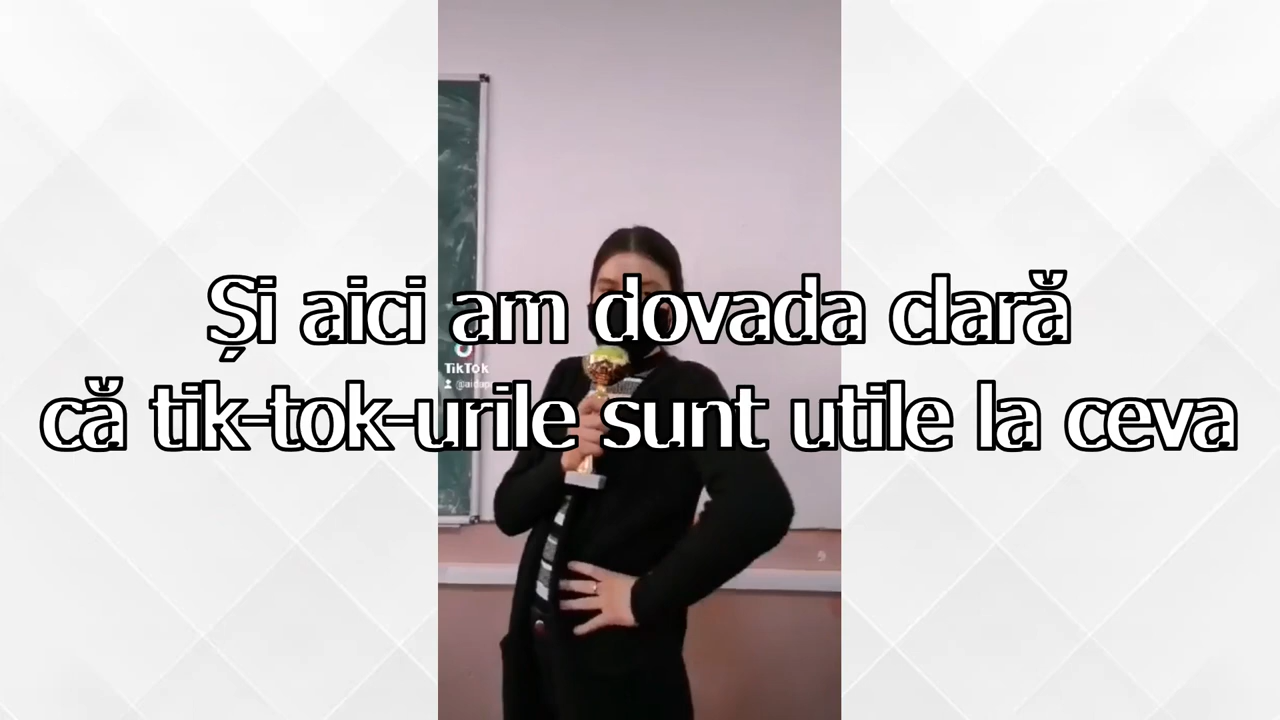 Și aici am dovada clară
că tik-tok-urile sunt utile la ceva
TikTok